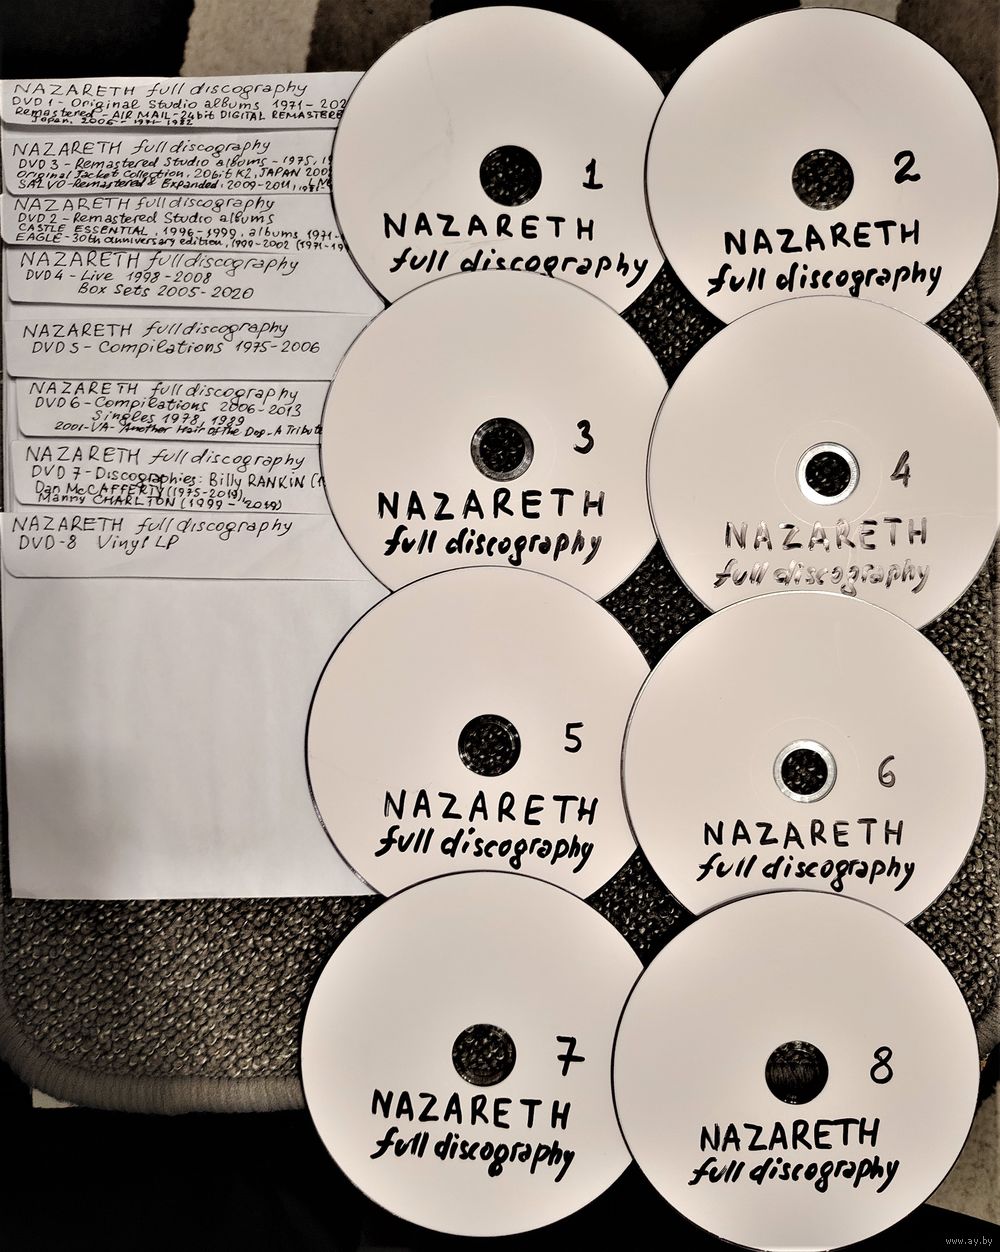 NAZARETH full discography
DVD 1 - Original Studio albums 1971 - 202
Remastered - AIR MAIL - 24bit DIGITAL REMASTERE
Japan, 2006 - 1971 - 1982
NAZARETH full discography
DVD 3 - Remastered Studio albums - 1975, 1
Original Jacket Collection, 20bit K2, JAPAN 200
SALVO - Remastered & Expanded, 2009-2011,
NAZARETH full discography
DVD 2 - Remastered Studio albums
CASTLE ESSENTIAL, 1996-1999, albums 1971-
EAGLE - 30th anniversary edition, 1999-2002 (1971-19
NAZARETH full discography
DVD 4 - Live 1998 - 2008
Box Sets 2005 - 2020
NAZARETH full discography
DVD 5 - Compilations 1975-2006
NAZARETH full discography
DVD 6 - Compilations 2006 - 2013
Singles 1978, 1989
2001 - VA - Another Hair of the Dog - A Tribute
NAZARETH full discography
DVD 7 - Discographies: Billy RANKIN (1
Dan McCAFFERTY (1975-2019),
Manny CHARLTON (1999 - 2019)
NAZARETH full discography
DVD-8 Vinyl LP
1
NAZARETH
full discography
2
NAZARETH
full discography
3
NAZARETH
full discography
4
NAZARETH
full discography
5
NAZARETH
full discography
6
NAZARETH
full discography
7
NAZARETH
full discography
8
NAZARETH
full discography
www.ay.by